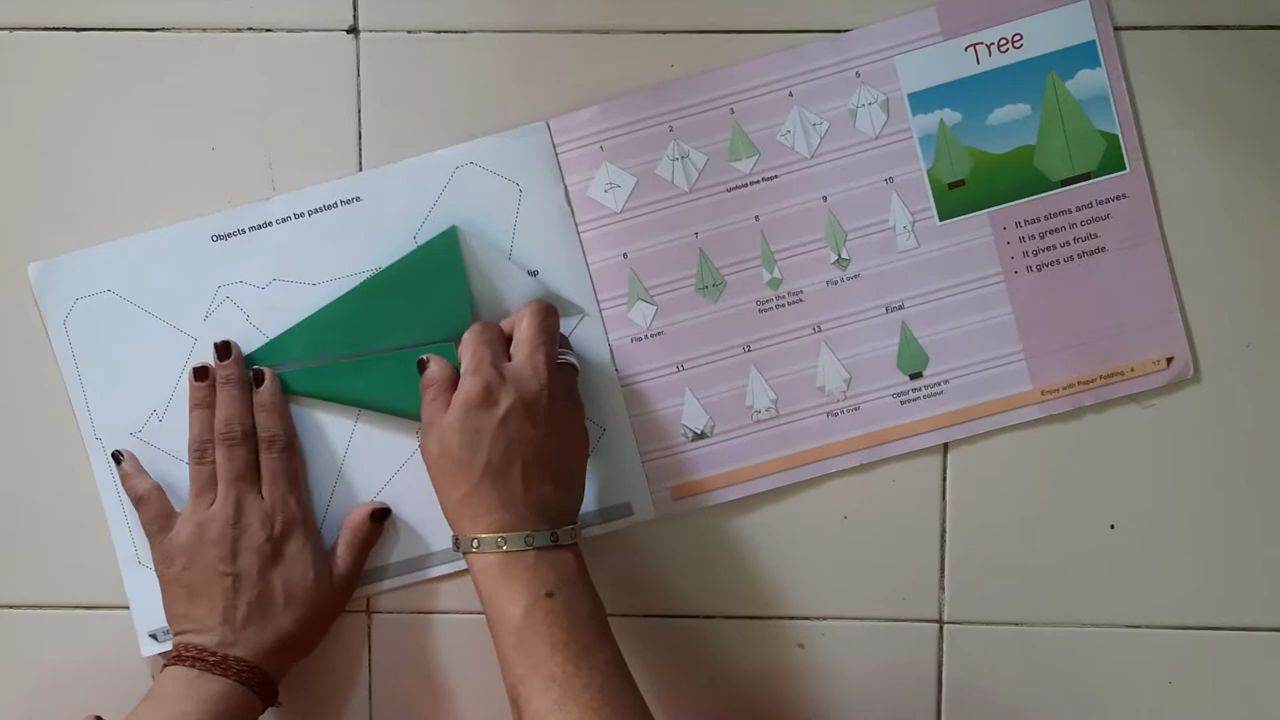 Objects made can be pasted here.
lip
Tree
1
2
3
4
5
Unfold the flaps.
6
7
8
9
10
Flip it over.
Open the flaps
from the back.
Flip it over.
11
12
13
Final
Flip it over.
Color the trunk in
brown colour.
• It has stems and leaves.
• It is green in colour.
• It gives us fruits.
• It gives us shade.
Enjoy with Paper Folding - 4
17